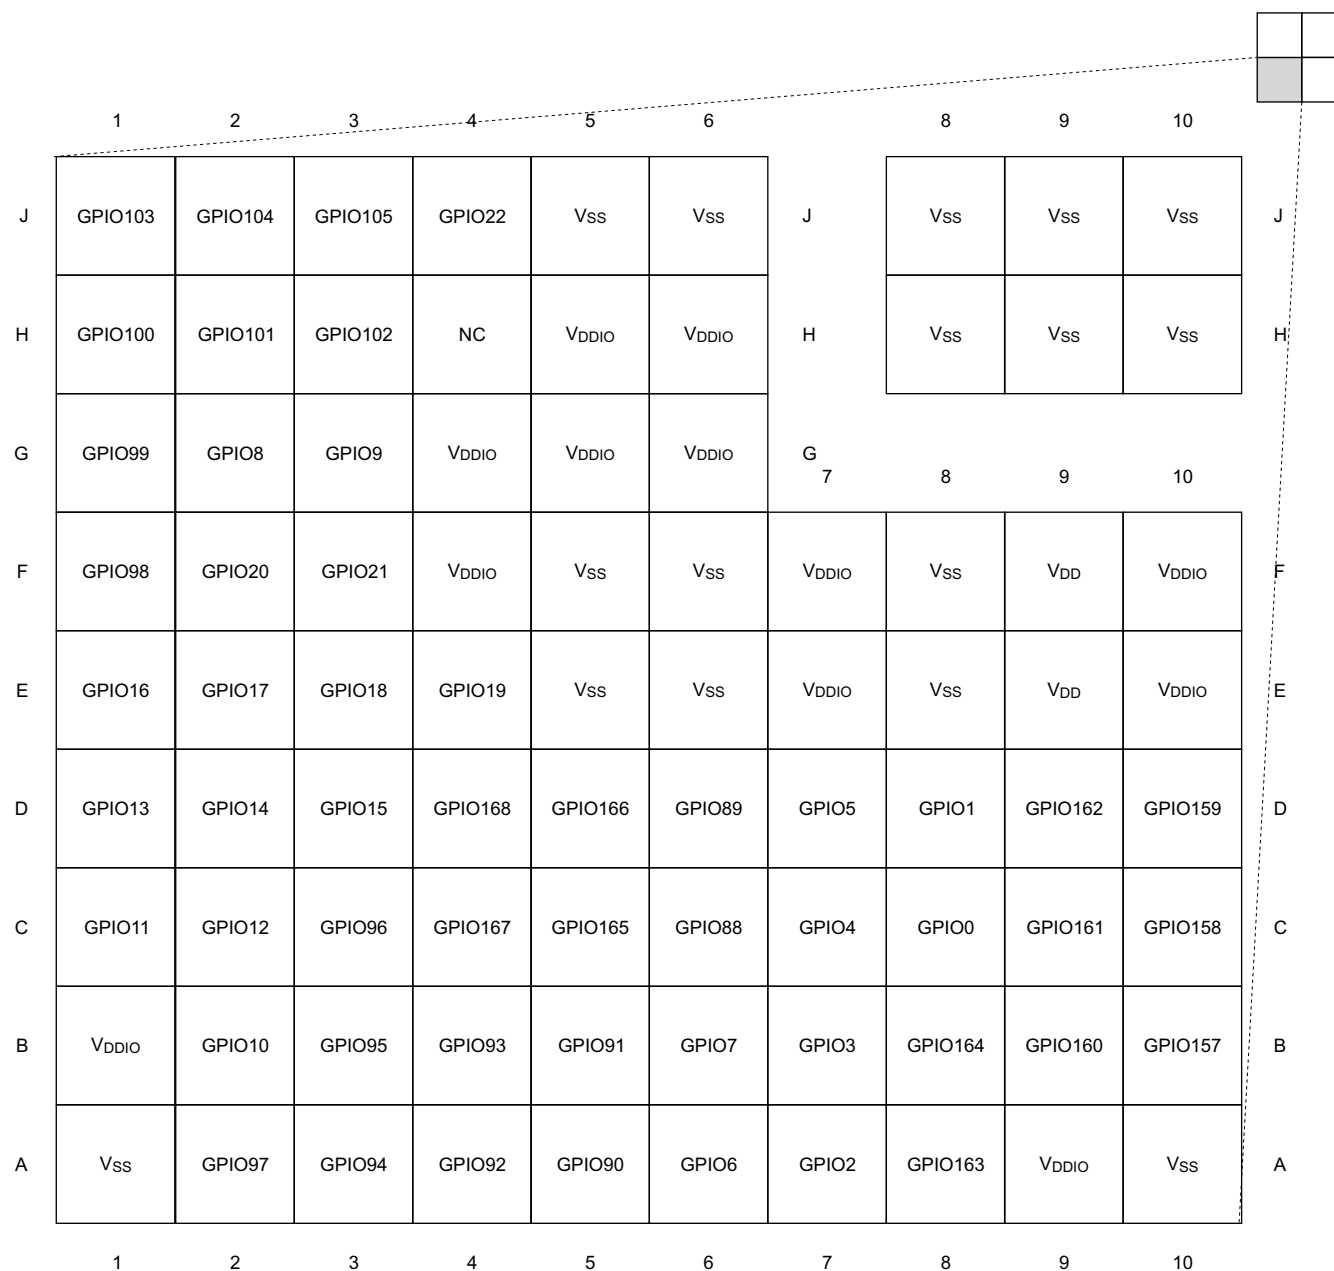 1 2 3 4 5 6 8 9 10
J GPIO103 GPIO104 GPIO105 GPIO22 VSS VSS J VSS VSS VSS J
H GPIO100 GPIO101 GPIO102 NC VDDIO VDDIO H VSS VSS VSS H
G GPIO99 GPIO8 GPIO9 VDDIO VDDIO VDDIO G
7 8 9 10
F GPIO98 GPIO20 GPIO21 VDDIO VSS VSS VDDIO VSS VDD VDDIO F
E GPIO16 GPIO17 GPIO18 GPIO19 VSS VSS VDDIO VSS VDD VDDIO E
D GPIO13 GPIO14 GPIO15 GPIO168 GPIO166 GPIO89 GPIO5 GPIO1 GPIO162 GPIO159 D
C GPIO11 GPIO12 GPIO96 GPIO167 GPIO165 GPIO88 GPIO4 GPIO0 GPIO161 GPIO158 C
B VDDIO GPIO10 GPIO95 GPIO93 GPIO91 GPIO7 GPIO3 GPIO164 GPIO160 GPIO157 B
A VSS GPIO97 GPIO94 GPIO92 GPIO90 GPIO6 GPIO2 GPIO163 VDDIO VSS A
1 2 3 4 5 6 7 8 9 10